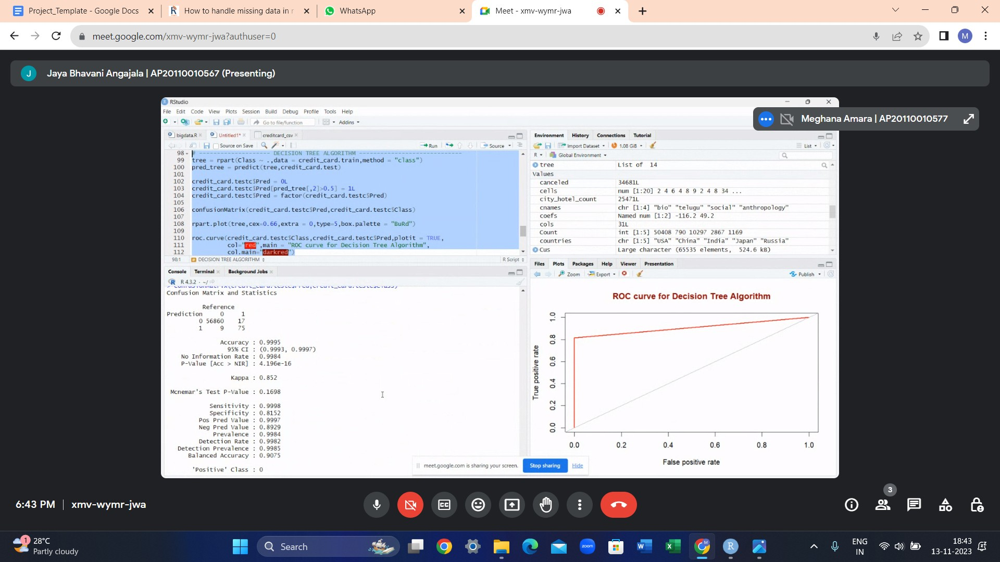 Project_Template - Google Docs
How to handle missing data in r
WhatsApp
Meet - xmv-wymr-jwa
meet.google.com/xmv-wymr-jwa?authuser=0
M
J
Jaya Bhavani Angajala | AP20110010567 (Presenting)
RStudio
File Edit Code View Plots Session Build Debug Profile Tools Help
Go to file/function
Addins
Meghana Amara | AP20110010577
bigdata.R
Untitled1*
creditcard_csv
Source on Save
Run
Source
98 # -------------------- DECISION TREE ALGORITHM -----------------------------
99 tree = rpart(Class ~ .,data = credit_card.train,method = "class")
100 pred_tree = predict(tree,credit_card.test)
101
102 credit_card.testc$Pred = 0L
103 credit_card.testc$Pred[pred_tree[,2]>0.5] = 1L
104 credit_card.testc$Pred = factor(credit_card.testc$Pred)
105
106 confusionMatrix(credit_card.testc$Pred,credit_card.testc$Class)
107
108 rpart.plot(tree,cex=0.66,extra = 0,type=5,box.palette = "BuRd")
109
110 roc.curve(credit_card.testc$Class,credit_card.testc$Pred,plotit = TRUE,
111 col="red",main = "ROC curve for Decision Tree Algorithm",
112 col.main="darkred")
98:1
DECISION TREE ALGORITHM
R Script
Environment History Connections Tutorial
Import Dataset
1.08 GiB
List
R
Global Environment
tree List of 14
Values
canceled 34681L
cells num [1:20] 2 4 6 4 8 9 2 4 8 34 ...
city_hotel_count 25471L
cnames chr [1:4] "bio" "telugu" "social" "anthropology"
coefs Named num [1:2] -116.2 49.2
cols 31L
Count int [1:5] 50408 790 10297 2867 1169
countries chr [1:5] "USA" "China" "India" "Japan" "Russia"
Cus Large character (65535 elements, 524.6 kB)
Console Terminal Background Jobs
R 4.3.2 · ~/
> confusionMatrix(credit_card.testc$Pred,credit_card.testc$Class)
Confusion Matrix and Statistics
Reference
Prediction 0 1
0 56860 17
1 9 75
Accuracy : 0.9995
95% CI : (0.9993, 0.9997)
No Information Rate : 0.9984
P-Value [Acc > NIR] : 4.196e-16
Kappa : 0.852
Mcnemar's Test P-Value : 0.1698
Sensitivity : 0.9998
Specificity : 0.8152
Pos Pred Value : 0.9997
Neg Pred Value : 0.8929
Prevalence : 0.9984
Detection Rate : 0.9982
Detection Prevalence : 0.9985
Balanced Accuracy : 0.9075
'Positive' Class : 0
Files Plots Packages Help Viewer Presentation
Zoom
Export
Publish
ROC curve for Decision Tree Algorithm
True positive rate
1.0
0.8
0.6
0.4
0.2
0.0
0.0 0.2 0.4 0.6 0.8 1.0
False positive rate
meet.google.com is sharing your screen.
Stop sharing
Hide
6:43 PM | xmv-wymr-jwa
CC
3
1
28°C
Partly cloudy
Search
zoom
W
X
M
R
ENG
IN
18:43
13-11-2023